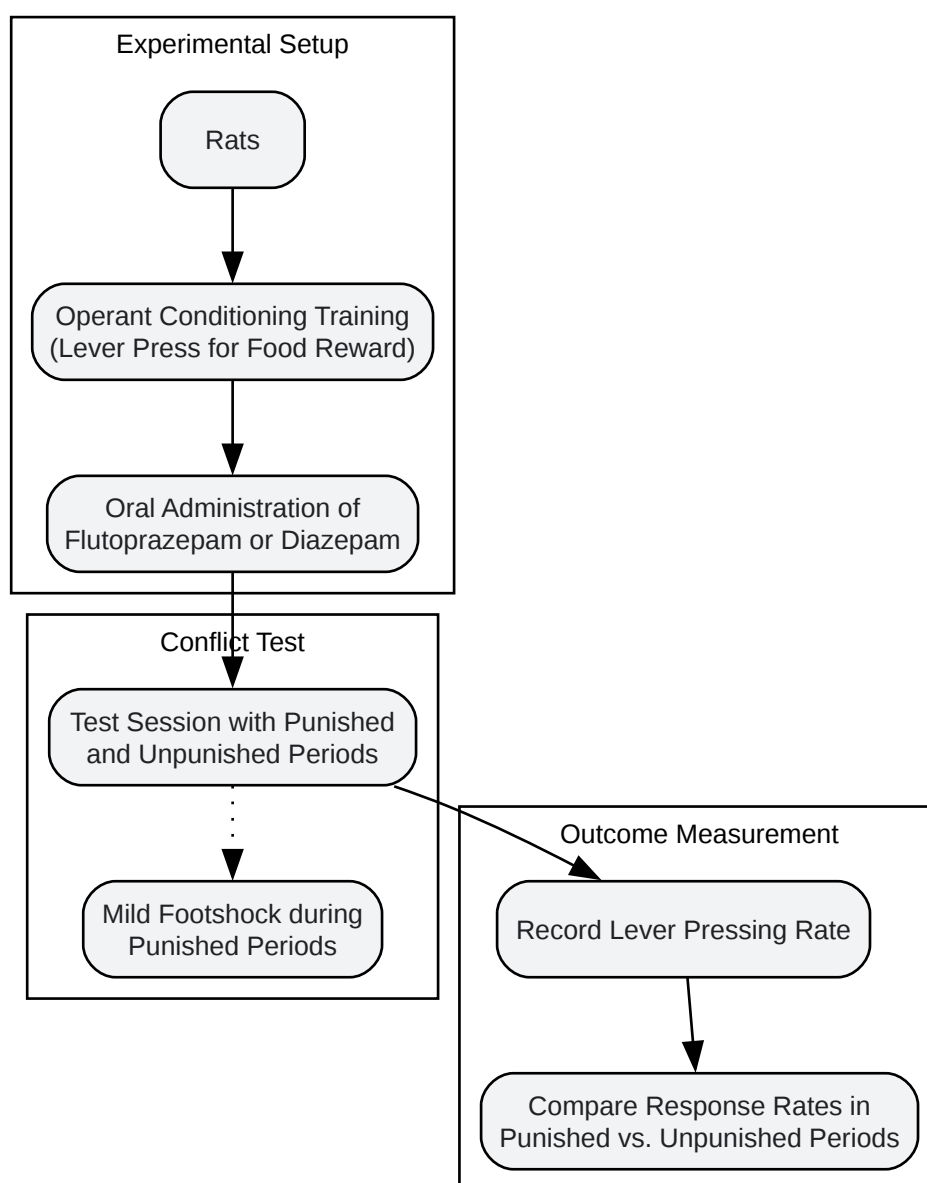 Experimental Setup
Rats
Operant Conditioning Training
(Lever Press for Food Reward)
Oral Administration of
Flutoprazepam or Diazepam
Conflict Test
Test Session with Punished
and Unpunished Periods
Mild Footshock during
Punished Periods
Outcome Measurement
Record Lever Pressing Rate
Compare Response Rates in
Punished vs. Unpunished Periods